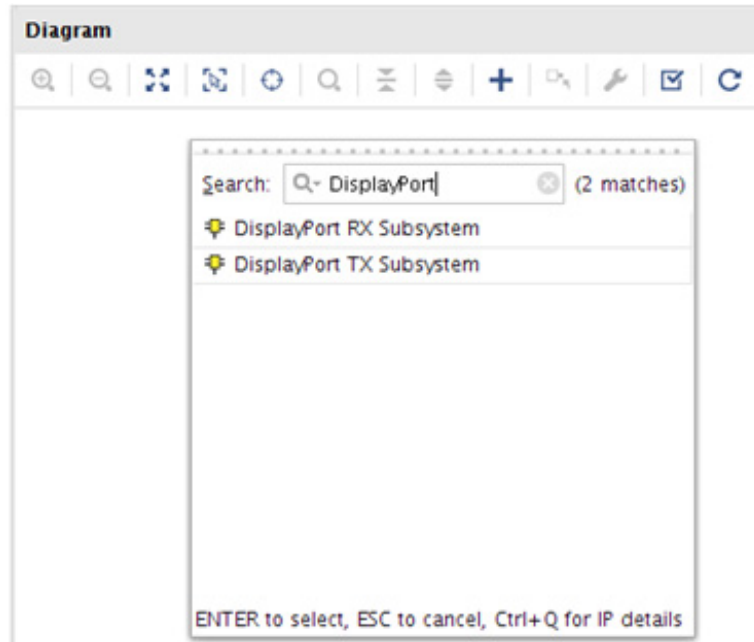 Diagram
Search: DisplayPort (2 matches)
DisplayPort RX Subsystem
DisplayPort TX Subsystem
ENTER to select, ESC to cancel, Ctrl+Q for IP details